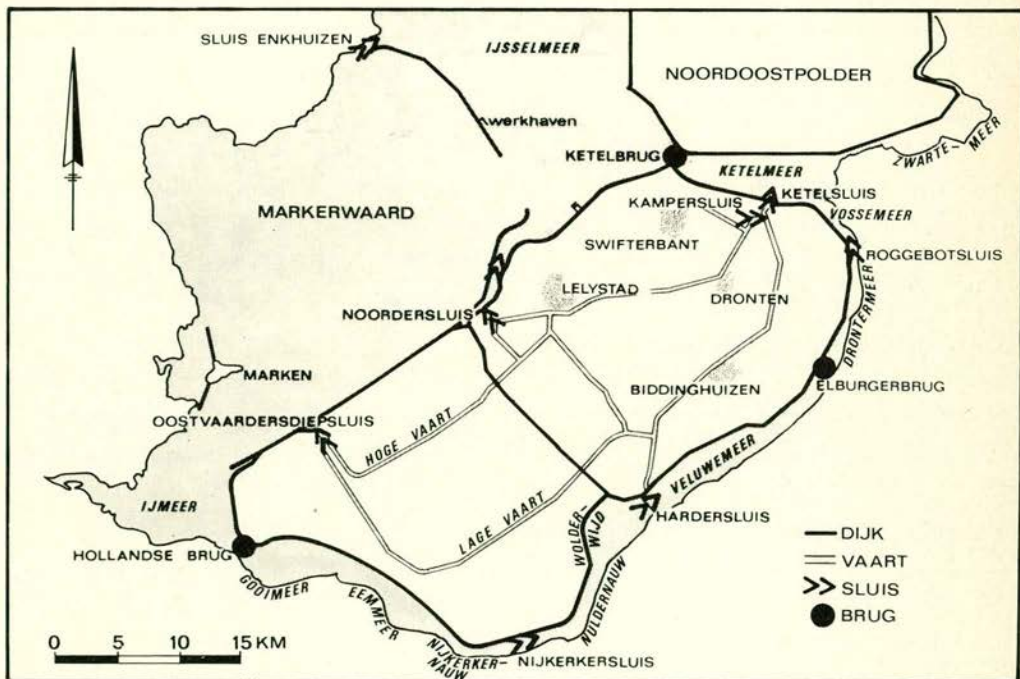 SLUIS ENKHUIZEN
IJSSELMEER
NOORDOOSTPOLDER
werkhaven
KETELBRUG
KETELMEER
ZWARTE-
MEER
KETELSLUIS
KAMPERSLUIS
VOSSEMEER
MARKERWAARD
SWIFTERBANT
ROGGEBOTSLUIS
LELYSTAD
DRONTEN
NOORDERSLUIS
DRONTERMEER
MARKEN
BIDDINGHUIZEN
ELBURGERBRUG
OOSTVAARDERSDIEPSLUIS
HOGE VAART
VELUWEMEER
IJMEER
LAGE VAART
HARDERSLUIS
WOLDER-
WIJD
HOLLANDSE BRUG
GOOIMEER
EEMMEER
NULDERNAUW
NIJKERKER-
NAUW
NIJKERKERSLUIS
DIJK
VAART
SLUIS
BRUG
0 5 10 15 KM